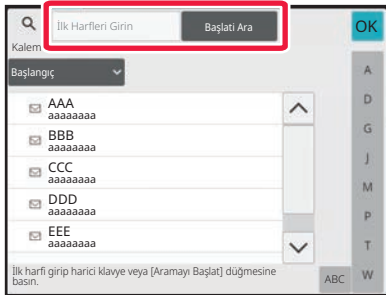 İlk Harfleri Girin
Başlati Ara
OK
Kalem
Başlangıç
AAA
aaaaaaaa
BBB
aaaaaaaa
CCC
aaaaaaaa
DDD
aaaaaaaa
EEE
aaaaaaaa
A
D
G
J
M
P
T
W
İlk harfi girip harici klavye veya [Aramayı Başlat] düğmesine
basın.
ABC